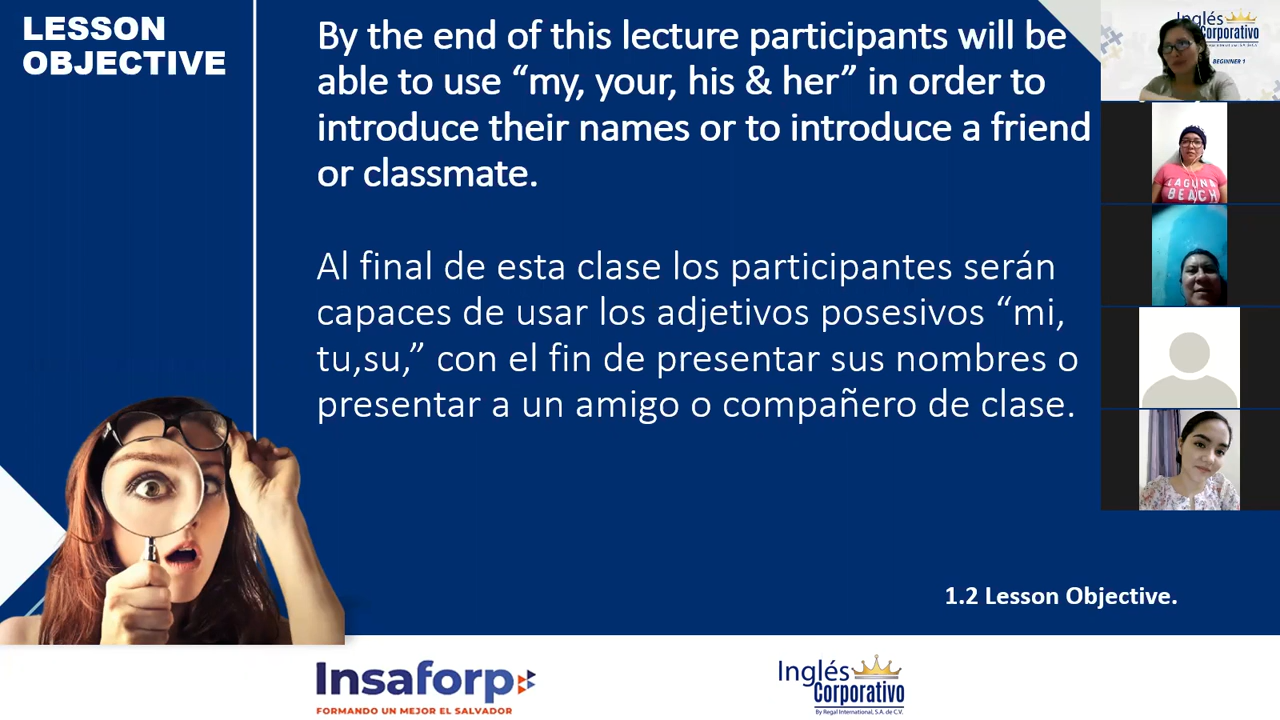 LESSON
OBJECTIVE
By the end of this lecture participants will be
able to use “my, your, his & her” in order to
introduce their names or to introduce a friend
or classmate.
Al final de esta clase los participantes serán
capaces de usar los adjetivos posesivos “mi,
tu,su,” con el fin de presentar sus nombres o
presentar a un amigo o compañero de clase.
1.2 Lesson Objective.
Insaforp
FORMANDO UN MEJOR EL SALVADOR
Inglés
Corporativo
By Regal International, S.A. de C.V.
Inglés
Corporativo
BEGINNER 1
LAGUNA
BEACH